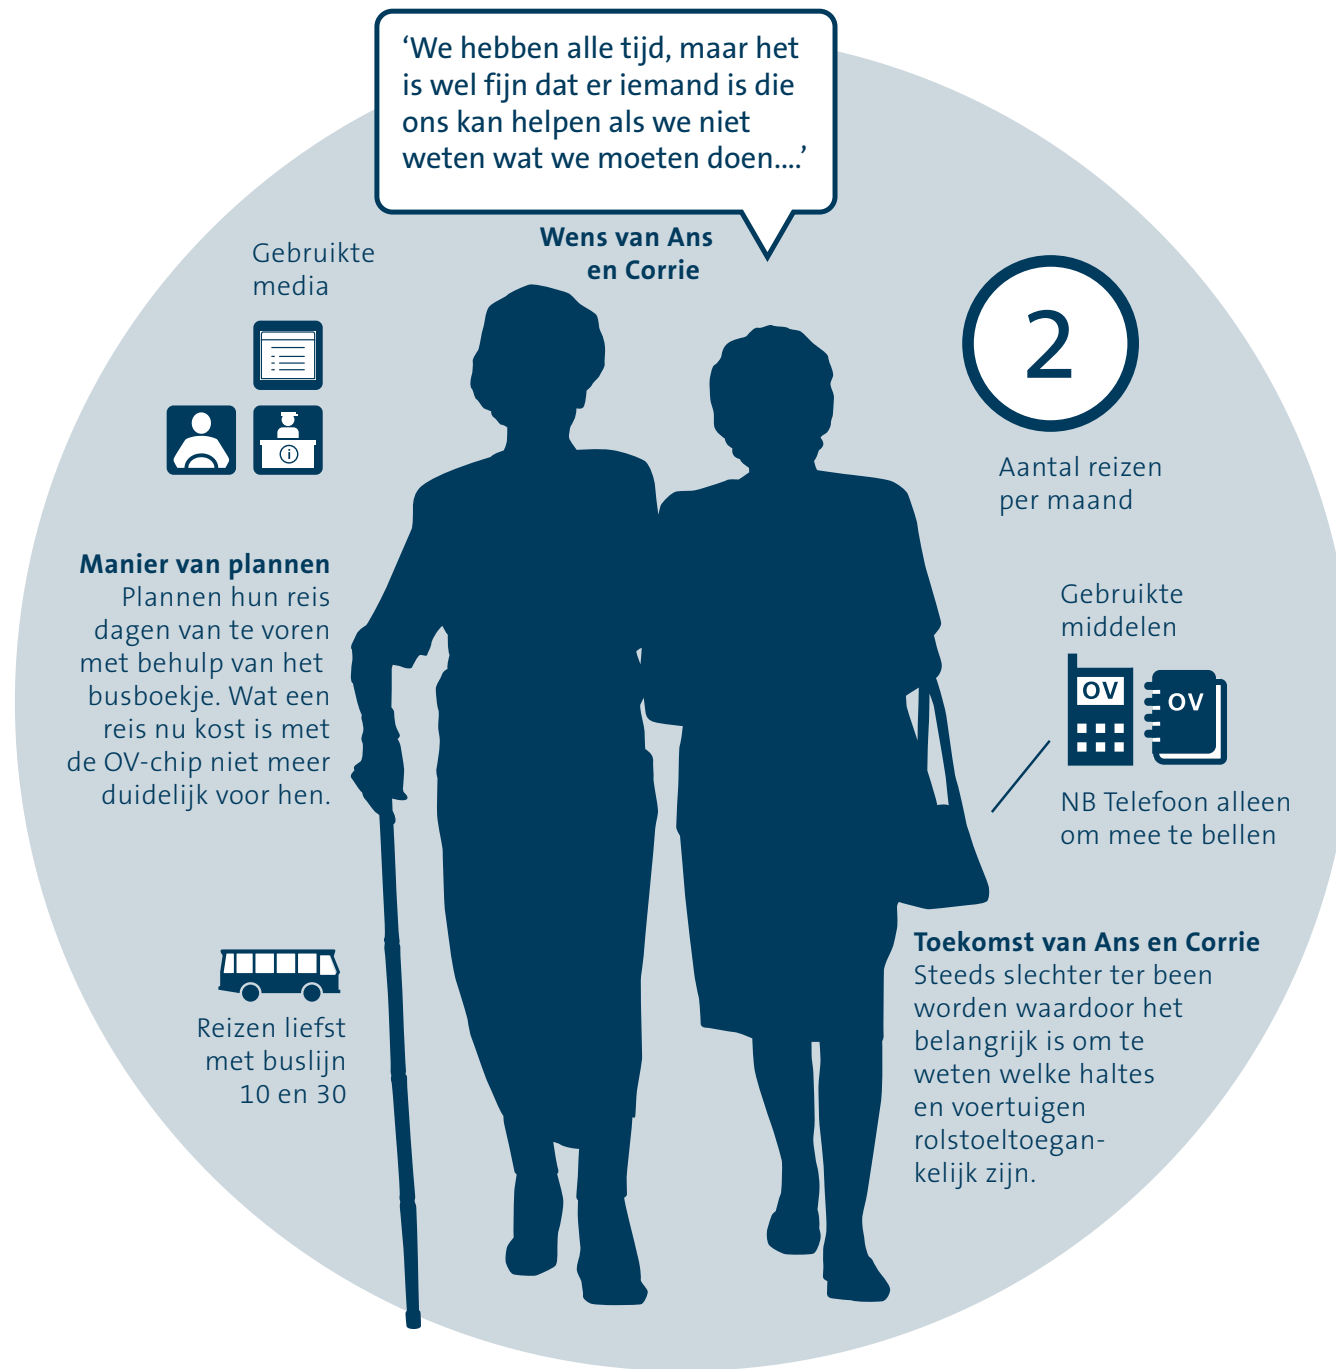 ‘We hebben alle tijd, maar het
is wel fijn dat er iemand is die
ons kan helpen als we niet
weten wat we moeten doen....’
Wens van Ans
en Corrie
Gebruikte
media
i
2
Aantal reizen
per maand
Manier van plannen
Plannen hun reis
dagen van te voren
met behulp van het
busboekje. Wat een
reis nu kost is met
de OV-chip niet meer
duidelijk voor hen.
Gebruikte
middelen
OV
OV
NB Telefoon alleen
om mee te bellen
Reizen liefst
met buslijn
10 en 30
Toekomst van Ans en Corrie
Steeds slechter ter been
worden waardoor het
belangrijk is om te
weten welke haltes
en voertuigen
rolstoeltoegan-
kelijk zijn.